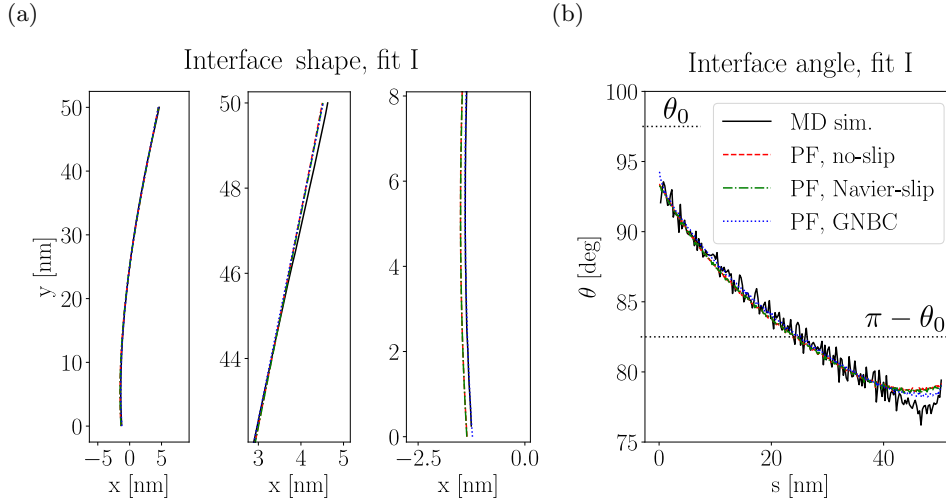 (a)
(b)
Interface shape, fit I
Interface angle, fit I
y [nm]
50
40
30
20
10
0
−5 0 5
x [nm]
50
48
46
44
3 4 5
x [nm]
8
6
4
2
0
−2.5 0.0
x [nm]
θ [deg]
100
95
90
85
80
75
θ₀
MD sim.
PF, no-slip
PF, Navier-slip
PF, GNBC
π − θ₀
0 20 40
s [nm]